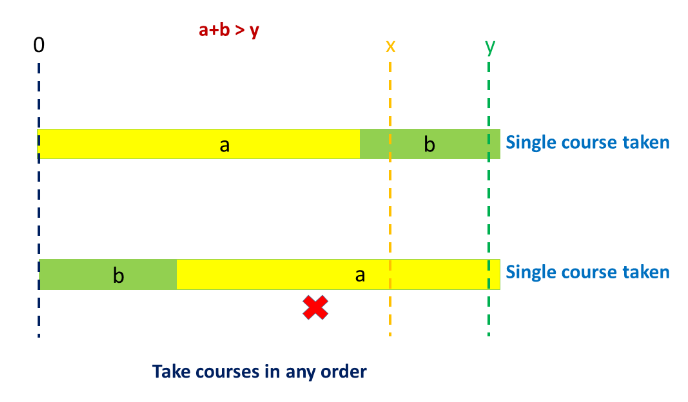 a+b > y
0
x
y
a
b
Single course taken
b
a
Single course taken
Take courses in any order